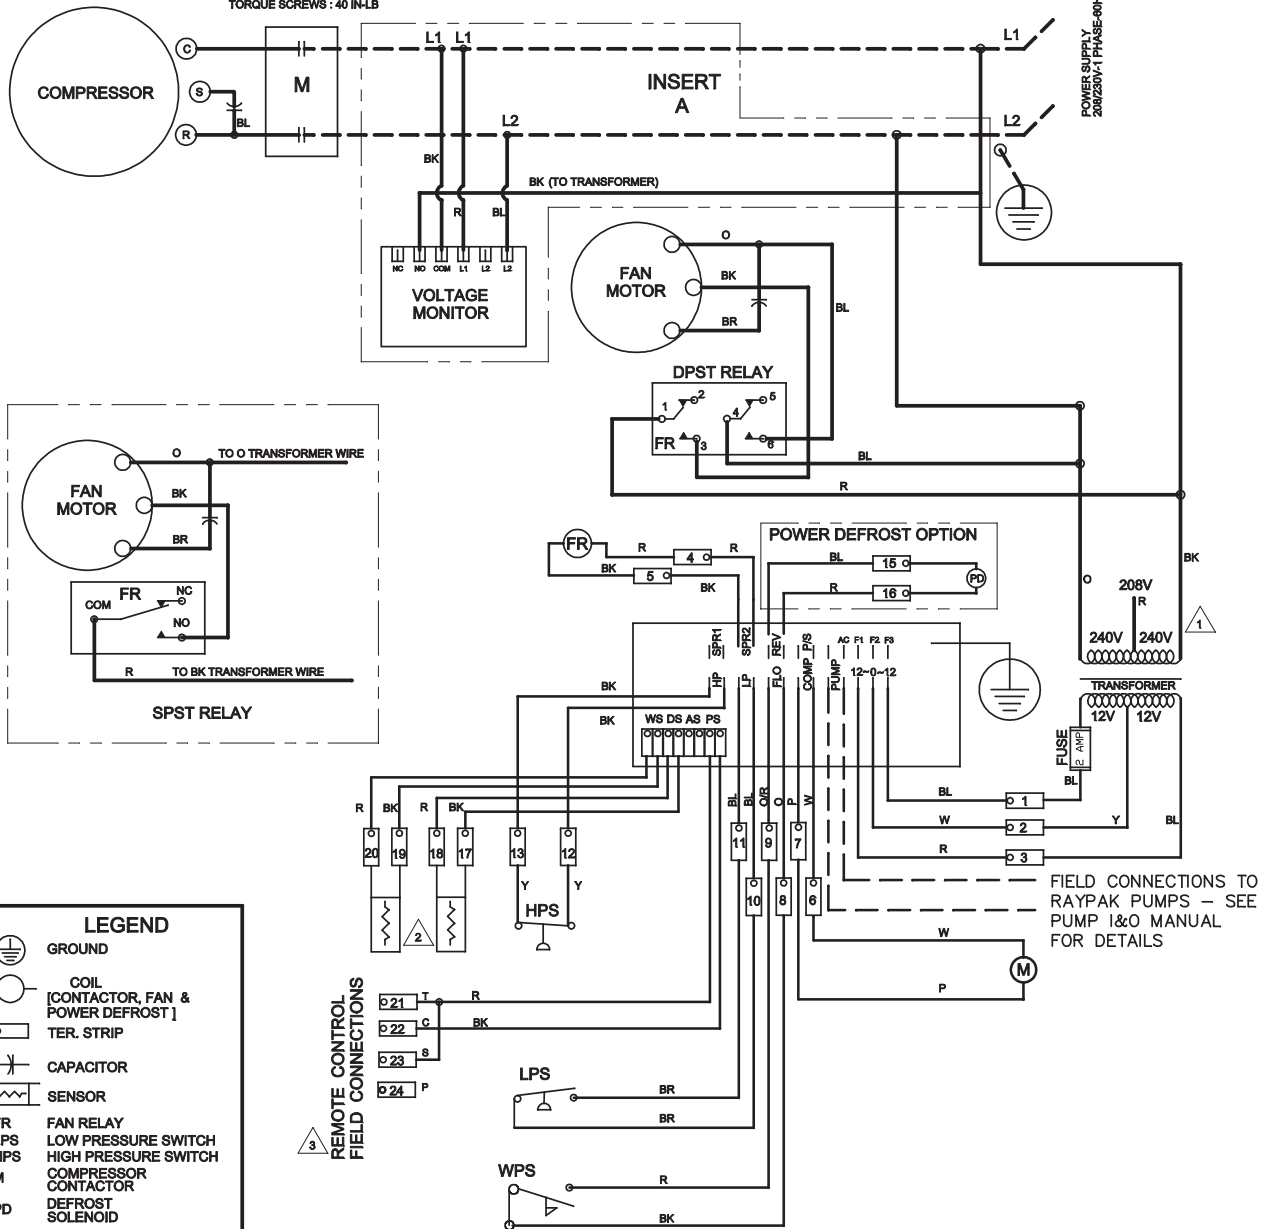 TORQUE SCREWS : 40 IN-LB
COMPRESSOR
C
S
R
BL
M
L1 L1
L2
INSERT
A
L1
L2
POWER SUPPLY
208/230V-1 PHASE-60H
BK
R
BL
BK (TO TRANSFORMER)
NC NO COM L1 L2 L2
VOLTAGE
MONITOR
FAN
MOTOR
O
BK
BR
BL
DPST RELAY
1 2 3 4 5 6
FR
BL
R
FAN
MOTOR
O
TO O TRANSFORMER WIRE
BK
BR
FR
COM
NC
NO
R
TO BK TRANSFORMER WIRE
SPST RELAY
FR
R
4
R
BK
5
BK
POWER DEFROST OPTION
BL
15
R
16
PD
O
BK
208V
R
240V 240V
1
TRANSFORMER
12V 12V
FUSE
2 AMP
BL
HP SPR1
LP SPR2
FLO REV
COMP P/S
PUMP
AC F1 F2 F3
12~0~12
BK
BK
WS DS AS PS
R BK R BK
20 19 18 17 13 12
BL BL O/R O P W
11 9 7
10 8 6
BL
1
W
2
Y
BL
R
3
Y Y
HPS
2
FIELD CONNECTIONS TO
RAYPAK PUMPS – SEE
PUMP I&O MANUAL
FOR DETAILS
W
M
P
REMOTE CONTROL
FIELD CONNECTIONS
3
21 T
R
22 C
BK
23 S
24 P
LPS
BR
BR
WPS
R
BK
LEGEND
GROUND
COIL
[CONTACTOR, FAN &
POWER DEFROST ]
TER. STRIP
CAPACITOR
SENSOR
FR FAN RELAY
LPS LOW PRESSURE SWITCH
HPS HIGH PRESSURE SWITCH
M COMPRESSOR
CONTACTOR
PD DEFROST
SOLENOID